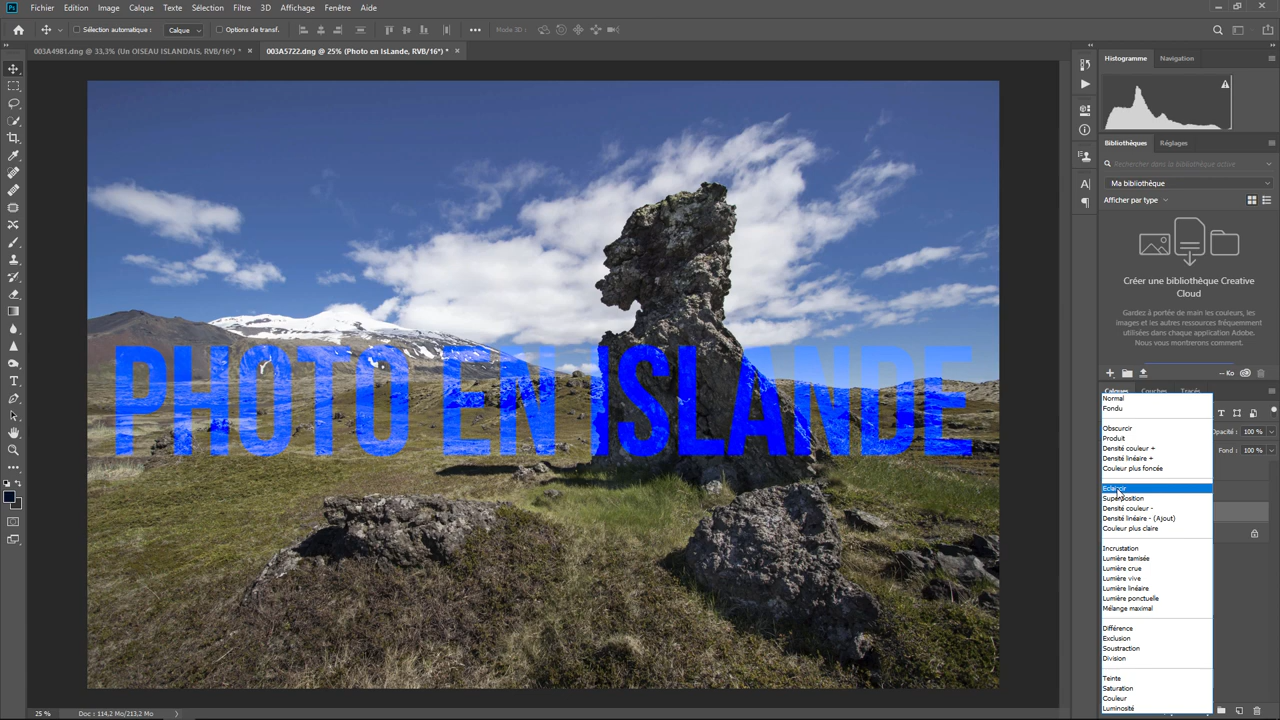 Ps Fichier Edition Image Calque Texte Sélection Filtre 3D Affichage Fenêtre Aide
Sélection automatique : Calque Options de transf. Mode 3D :
003A4981.dng @ 33,3% (Un OISEAU ISLANDAIS, RVB/16*) * 003A5722.dng @ 25% (Photo en IsLande, RVB/16*) *
Histogramme Navigation
Bibliothèques Réglages
Rechercher dans la bibliothèque active
Ma bibliothèque
Afficher par type
Créer une bibliothèque Creative
Cloud
Gardez à portée de main les couleurs, les
images et les autres ressources fréquemment
utilisées dans chaque application Adobe.
Nous vous montrerons comment.
PHOTO EN ISLANDE
-- Ko
Calques Couches Tracés
Normal
Fondu
Obscurcir
Opacité : 100 %
Produit
Densité couleur +
Fond : 100 %
Densité linéaire +
Couleur plus foncée
Eclaircir
Superposition
Densité couleur -
Densité linéaire - (Ajout)
Couleur plus claire
Incrustation
Lumière tamisée
Lumière crue
Lumière vive
Lumière linéaire
Lumière ponctuelle
Mélange maximal
Différence
Exclusion
Soustraction
Division
Teinte
Saturation
Couleur
Luminosité
25 % Doc : 114,2 Mo/213,2 Mo